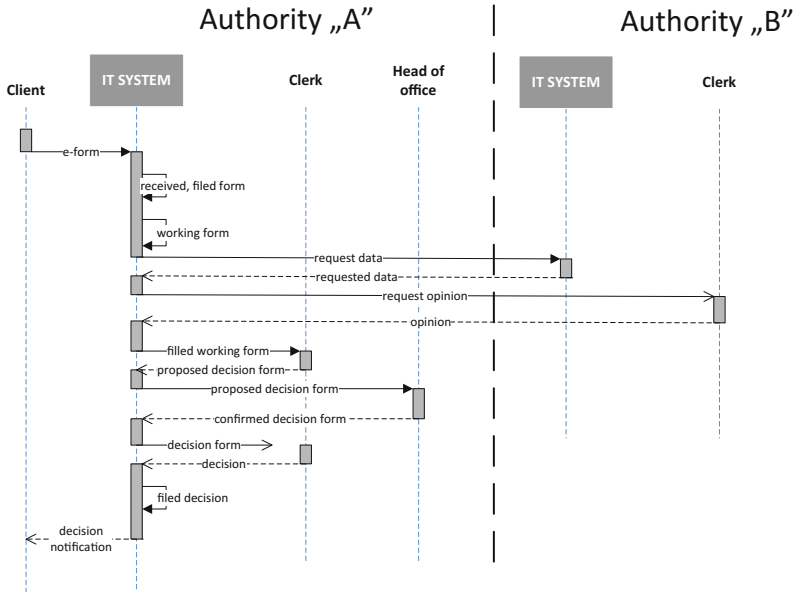 Authority „A”
Authority „B”
Client
IT SYSTEM
Clerk
Head of
office
IT SYSTEM
Clerk
e-form
received, filed form
working form
request data
requested data
request opinion
opinion
filled working form
proposed decision form
proposed decision form
confirmed decision form
decision form
decision
filed decision
decision
notification